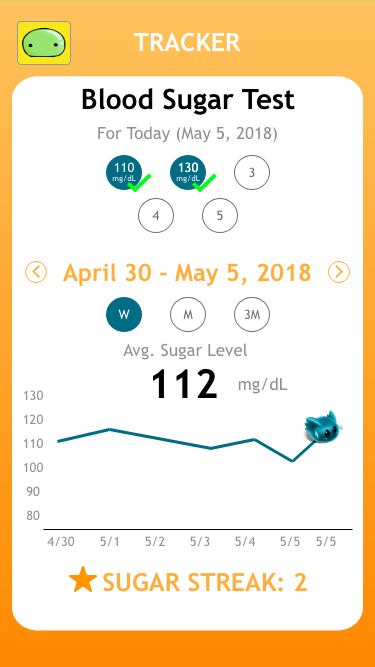 TRACKER
Blood Sugar Test
For Today (May 5, 2018)
110 130 3
mg/dL mg/dL
4 5
April 30 - May 5, 2018
W M 3M
Avg. Sugar Level
112 mg/dL
130
120
110
100
90
80
4/30 5/1 5/2 5/3 5/4 5/5 5/5
SUGAR STREAK: 2